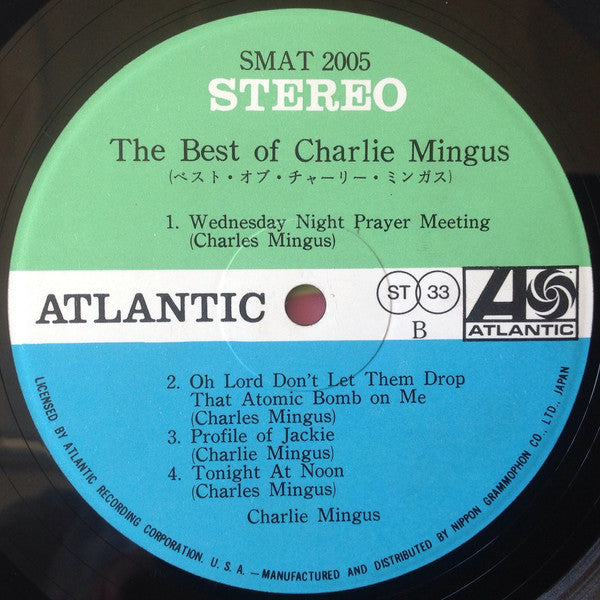 SMAT 2005
STEREO
The Best of Charlie Mingus
(ベスト・オブ・チャーリー・ミンガス)
1. Wednesday Night Prayer Meeting
(Charles Mingus)
ATLANTIC
ST 33
B
ATLANTIC
2. Oh Lord Don't Let Them Drop
That Atomic Bomb on Me
(Charles Mingus)
3. Profile of Jackie
(Charlie Mingus)
4. Tonight At Noon
(Charles Mingus)
Charlie Mingus
LICENSED BY ATLANTIC RECORDING CORPORATION. U. S. A. — MANUFACTURED AND DISTRIBUTED BY NIPPON GRAMMOPHON CO., LTD., JAPAN